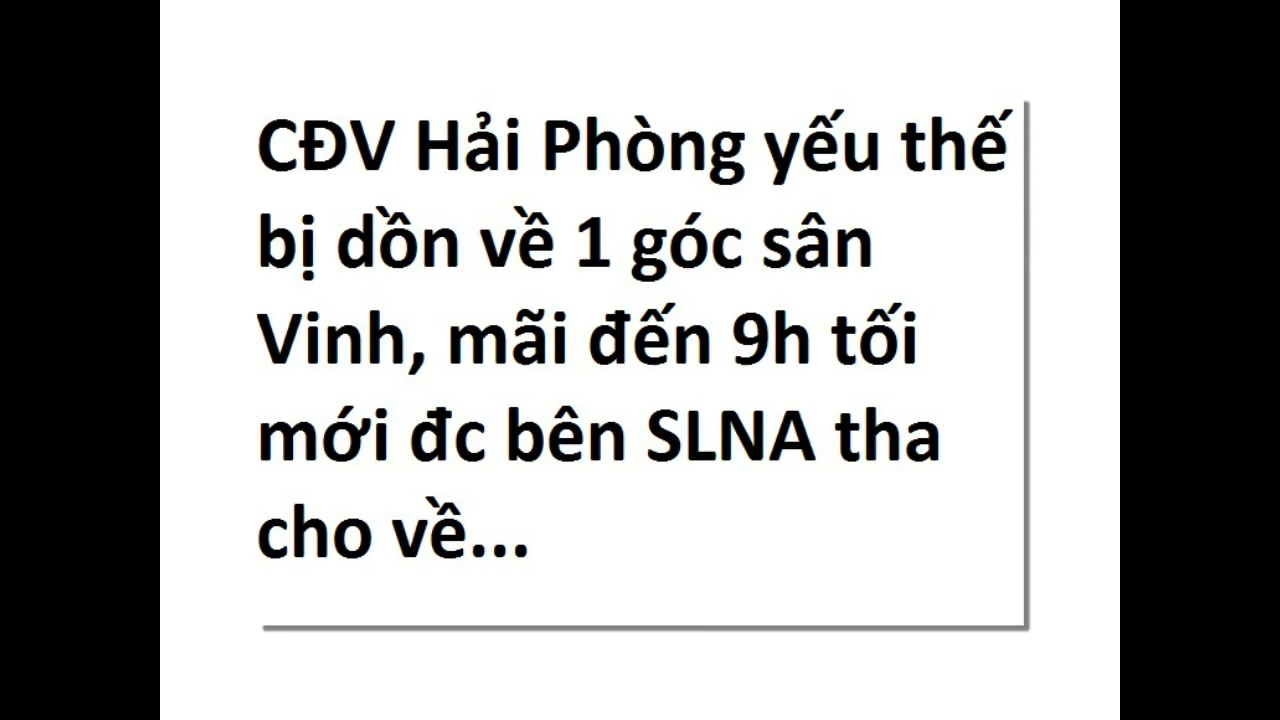 CĐV Hải Phòng yếu thế
bị dồn về 1 góc sân
Vinh, mãi đến 9h tối
mới đc bên SLNA tha
cho về...